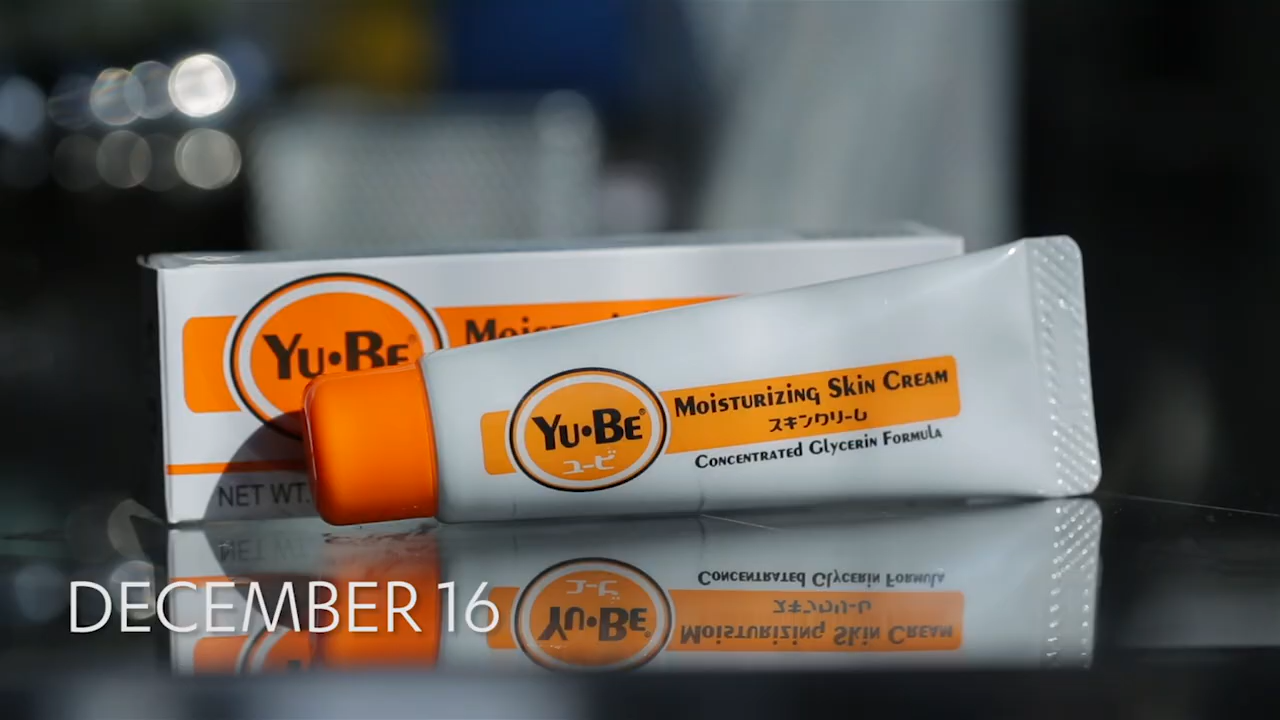 Yu•Be
Mois
NET WT.
Yu•Be®
ユービ
Moisturizing Skin Cream
スキンクリーム
Concentrated Glycerin Formula
DECEMBER 16